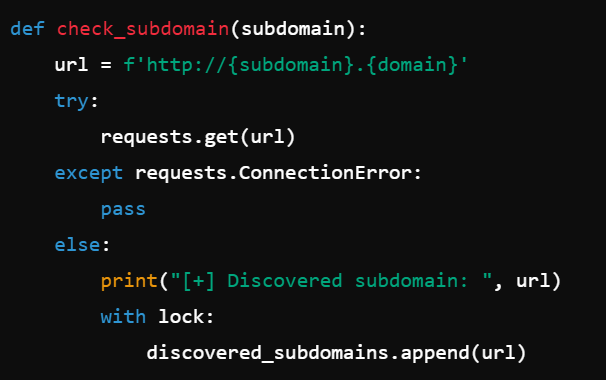 def check_subdomain(subdomain):
    url = f'http://{subdomain}.{domain}'
    try:
        requests.get(url)
    except requests.ConnectionError:
        pass
    else:
        print("[+] Discovered subdomain: ", url)
        with lock:
            discovered_subdomains.append(url)